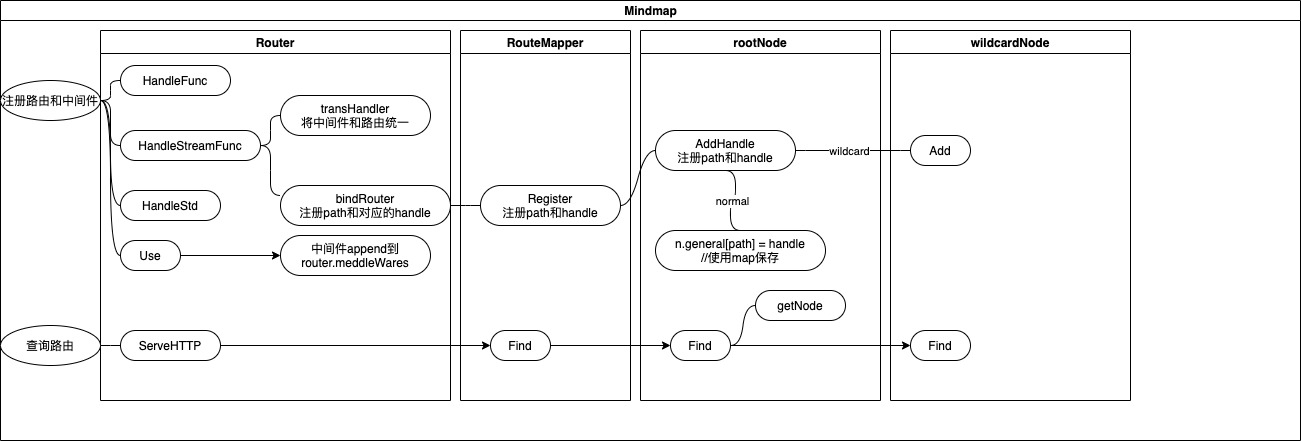 Mindmap
Router
RouteMapper
rootNode
wildcardNode
注册路由和中间件
HandleFunc
HandleStreamFunc
transHandler
将中间件和路由统一
HandleStd
bindRouter
注册path和对应的handle
Register
注册path和handle
AddHandle
注册path和handle
wildcard
Add
normal
n.general[path] = handle
//使用map保存
Use
中间件append到
router.meddleWares
查询路由
ServeHTTP
Find
Find
getNode
Find